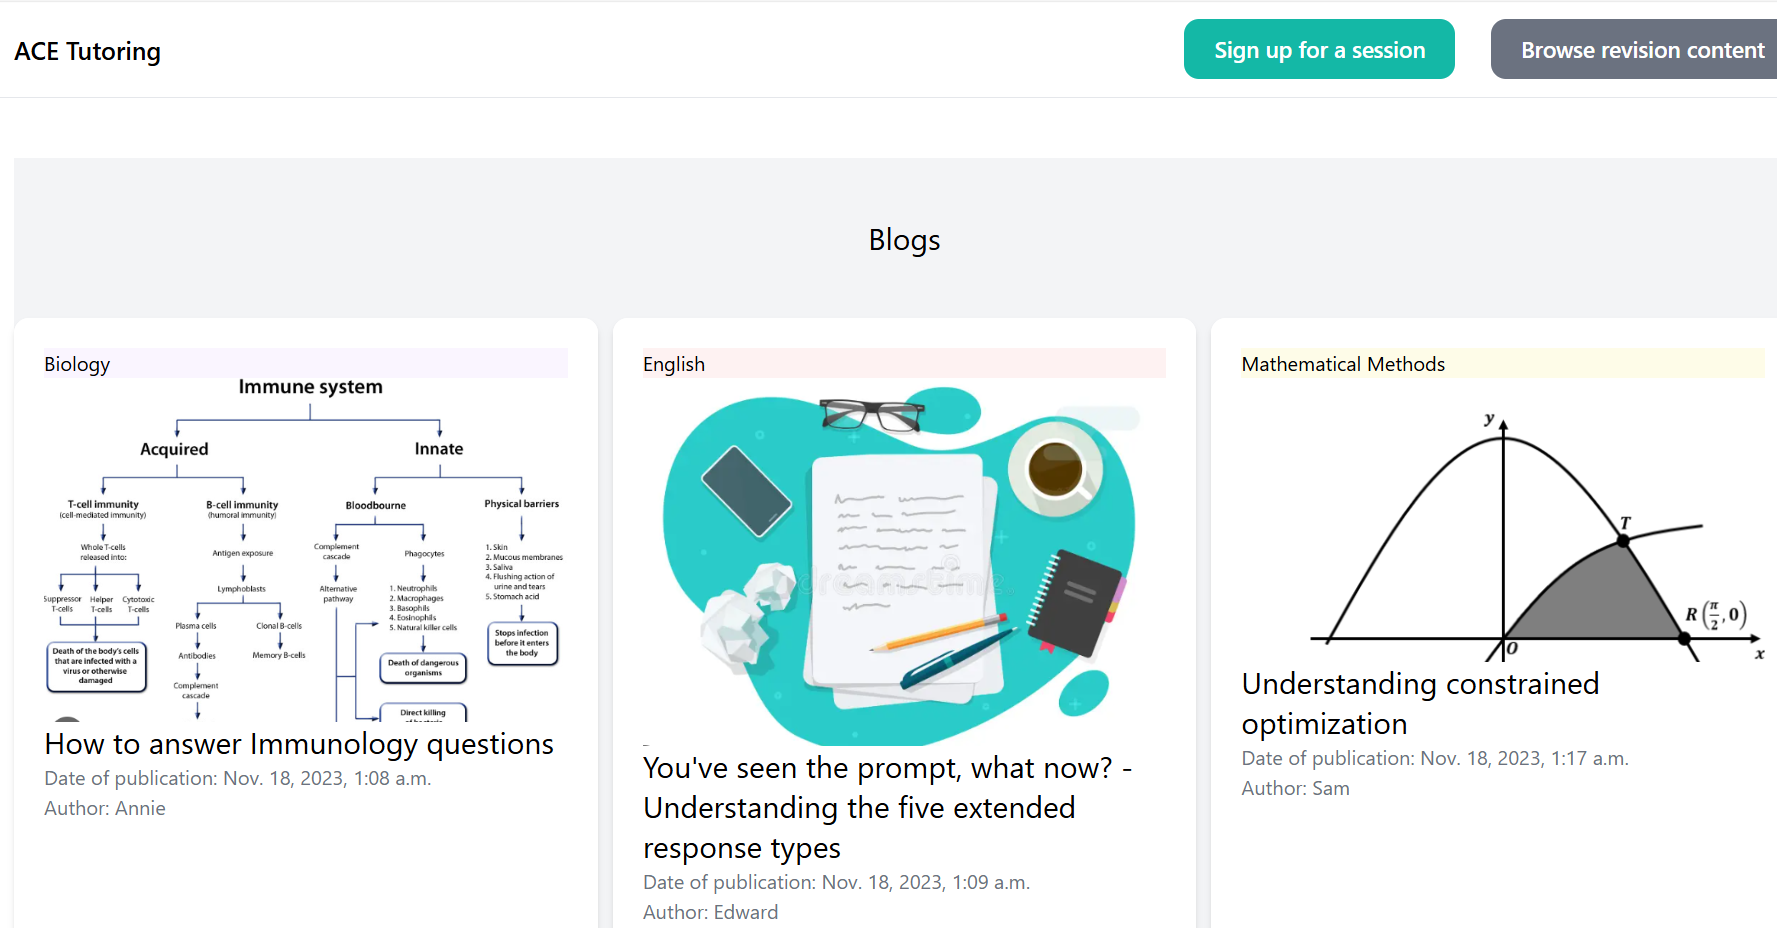 ACE Tutoring
Sign up for a session
Browse revision content
Blogs
Biology
Immune system
Acquired
Innate
T-cell immunity
(cell-mediated immunity)
B-cell immunity
(humoral immunity)
Bloodbourne
Physical barriers
Whole T-cells
released into:
Antigen exposure
Complement
cascade
Phagocytes
1. Skin
2. Mucous membranes
3. Saliva
4. Flushing action of
urine and tears
5. Stomach acid
Suppressor
T-cells
Helper
T-cells
Cytotoxic
T-cells
Lymphoblasts
Alternative
pathway
1. Neutrophils
2. Macrophages
3. Basophils
4. Eosinophils
5. Natural killer cells
Plasma cells
Clonal B-cells
Stops infection
before it enters
the body
Death of the body's cells
that are infected with a
virus or otherwise
damaged
Antibodies
Memory B-cells
Death of dangerous
organisms
Complement
cascade
Direct killing
How to answer Immunology questions
Date of publication: Nov. 18, 2023, 1:08 a.m.
Author: Annie
English
dreamstime
You've seen the prompt, what now? -
Understanding the five extended
response types
Date of publication: Nov. 18, 2023, 1:09 a.m.
Author: Edward
Mathematical Methods
y
T
R (π/2, 0)
O
x
Understanding constrained
optimization
Date of publication: Nov. 18, 2023, 1:17 a.m.
Author: Sam